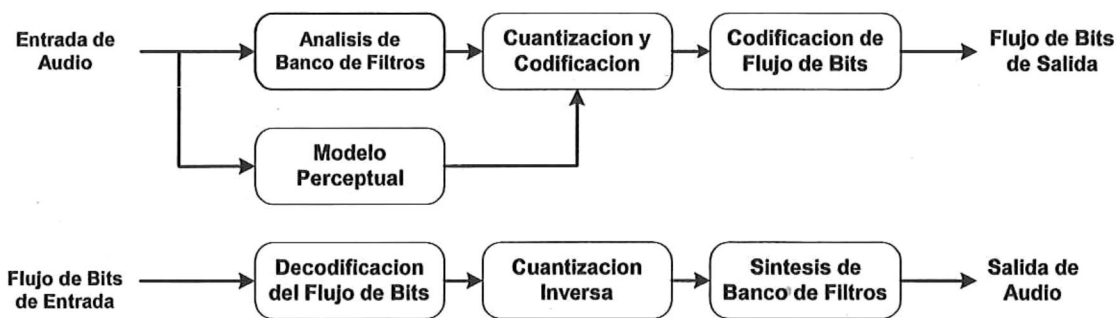 Entrada de
Audio
Analisis de
Banco de Filtros
Cuantizacion y
Codificacion
Codificacion de
Flujo de Bits
Flujo de Bits
de Salida
Modelo
Perceptual
Flujo de Bits
de Entrada
Decodificacion
del Flujo de Bits
Cuantizacion
Inversa
Sintesis de
Banco de Filtros
Salida de
Audio